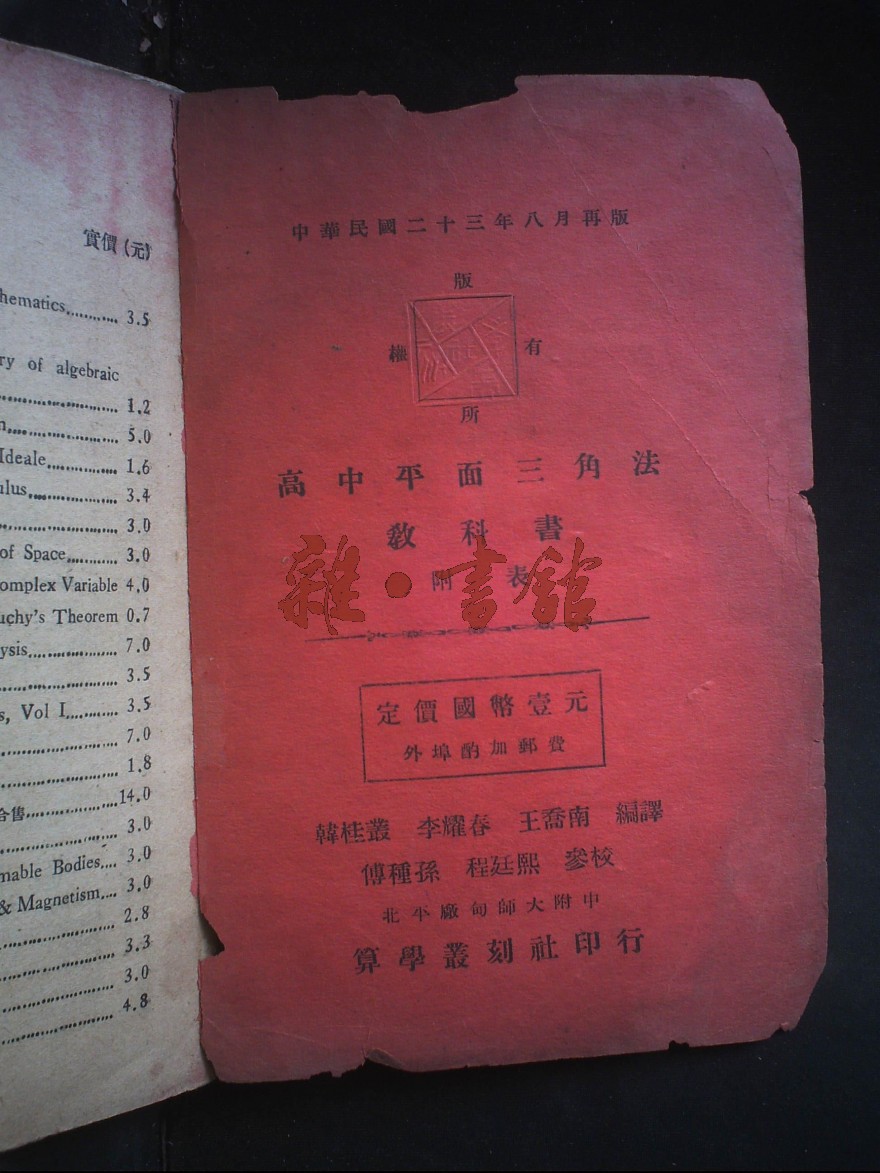 實價(元)
hematics............ 3.5
ry of algebraic
........................ 1.2
n........................ 5.0
Ideale............... 1.6
ulus.................. 3.4
........................ 3.0
of Space............ 3.0
omplex Variable 4.0
uchy's Theorem 0.7
ysis.................. 7.0
........................ 3.5
s, Vol I............ 3.5
........................ 7.0
........................ 1.8
合售..................14.0
........................ 3.0
mable Bodies.... 3.0
& Magnetism.... 3.0
........................ 2.8
........................ 3.3
........................ 3.0
........................ 4.8
中華民國二十三年八月再版
版
權 有
所
高中平面三角法
教科書
附表
雜·書館
定價國幣壹元
外埠酌加郵費
韓桂叢 李耀春 王喬南 編譯
傅種孫 程廷熙 參校
北平廠甸師大附中
算學叢刻社印行